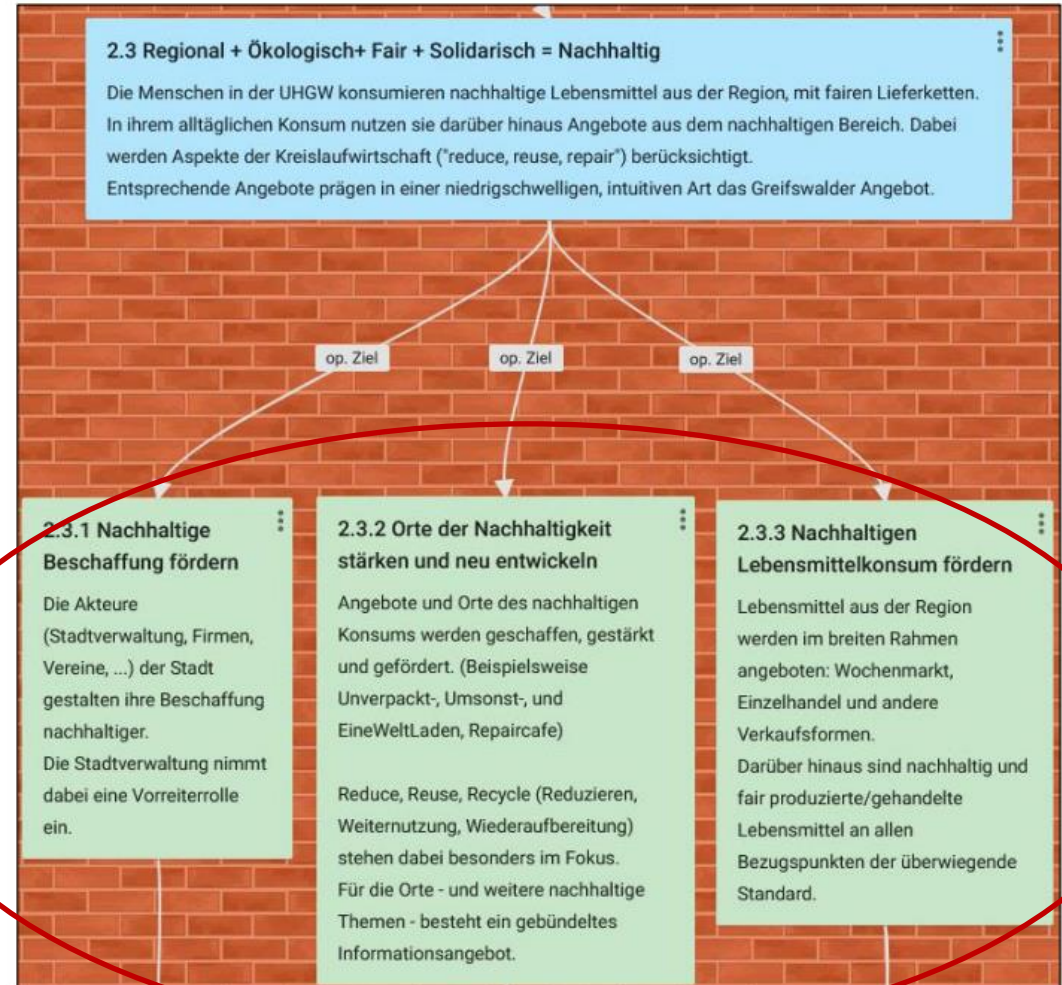 2.3 Regional + Ökologisch+ Fair + Solidarisch = Nachhaltig
Die Menschen in der UHGW konsumieren nachhaltige Lebensmittel aus der Region, mit fairen Lieferketten.
In ihrem alltäglichen Konsum nutzen sie darüber hinaus Angebote aus dem nachhaltigen Bereich. Dabei
werden Aspekte der Kreislaufwirtschaft ("reduce, reuse, repair") berücksichtigt.
Entsprechende Angebote prägen in einer niedrigschwelligen, intuitiven Art das Greifswalder Angebot.
op. Ziel
op. Ziel
op. Ziel
2.3.1 Nachhaltige
Beschaffung fördern
Die Akteure
(Stadtverwaltung, Firmen,
Vereine, ...) der Stadt
gestalten ihre Beschaffung
nachhaltiger.
Die Stadtverwaltung nimmt
dabei eine Vorreiterrolle
ein.
2.3.2 Orte der Nachhaltigkeit
stärken und neu entwickeln
Angebote und Orte des nachhaltigen
Konsums werden geschaffen, gestärkt
und gefördert. (Beispielsweise
Unverpackt-, Umsonst-, und
EineWeltLaden, Repaircafe)
Reduce, Reuse, Recycle (Reduzieren,
Weiternutzung, Wiederaufbereitung)
stehen dabei besonders im Fokus.
Für die Orte - und weitere nachhaltige
Themen - besteht ein gebündeltes
Informationsangebot.
2.3.3 Nachhaltigen
Lebensmittelkonsum fördern
Lebensmittel aus der Region
werden im breiten Rahmen
angeboten: Wochenmarkt,
Einzelhandel und andere
Verkaufsformen.
Darüber hinaus sind nachhaltig und
fair produzierte/gehandelte
Lebensmittel an allen
Bezugspunkten der überwiegende
Standard.